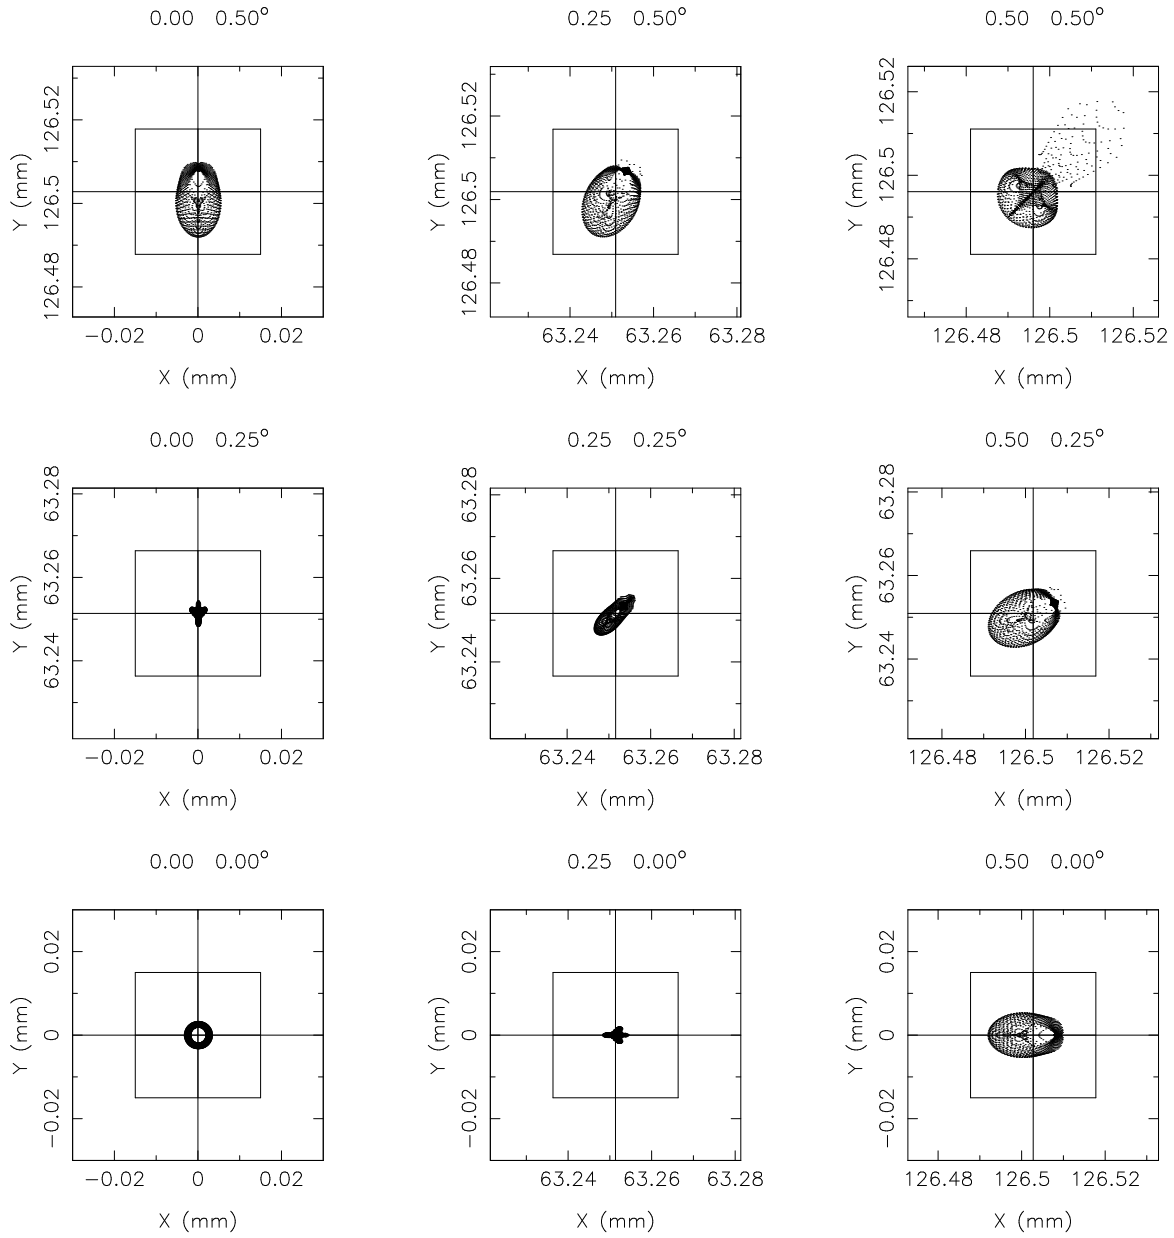 0.00 0.50°
0.25 0.50°
0.50 0.50°
Y (mm)
126.48 126.5 126.52
−0.02 0 0.02
X (mm)
Y (mm)
126.48 126.5 126.52
63.24 63.26 63.28
X (mm)
Y (mm)
126.48 126.5 126.52
126.48 126.5 126.52
X (mm)
0.00 0.25°
0.25 0.25°
0.50 0.25°
Y (mm)
63.24 63.26 63.28
−0.02 0 0.02
X (mm)
Y (mm)
63.24 63.26 63.28
63.24 63.26 63.28
X (mm)
Y (mm)
63.24 63.26 63.28
126.48 126.5 126.52
X (mm)
0.00 0.00°
0.25 0.00°
0.50 0.00°
Y (mm)
−0.02 0 0.02
−0.02 0 0.02
X (mm)
Y (mm)
−0.02 0 0.02
63.24 63.26 63.28
X (mm)
Y (mm)
−0.02 0 0.02
126.48 126.5 126.52
X (mm)